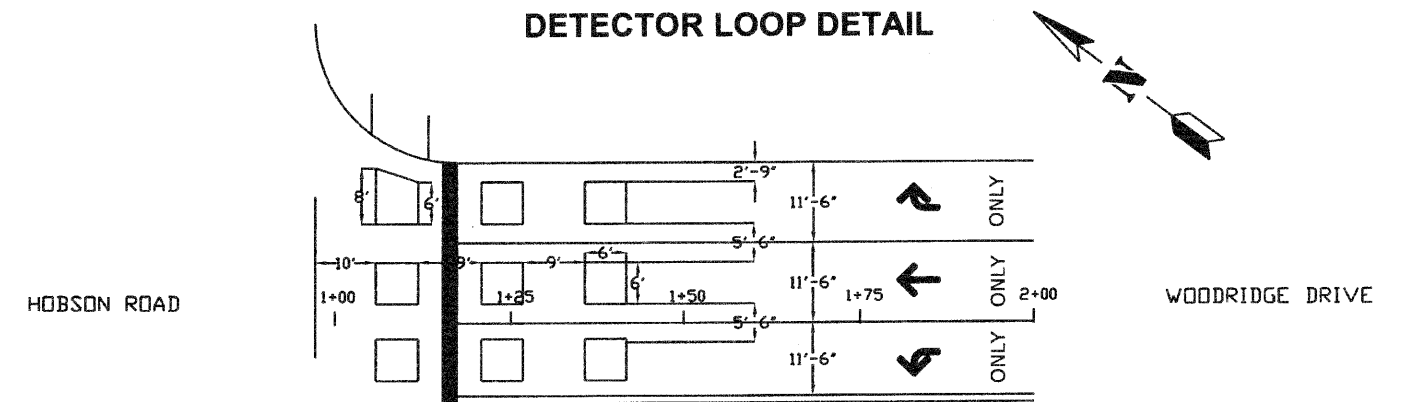 DETECTOR LOOP DETAIL
N
2'-9"
8'
6'
11'-6"
ONLY
5'-6"
10'
9'
9'
6'
6'
11'-6"
ONLY
HOBSON ROAD
1+00
1+25
1+50
1+75
2+00
WOODRIDGE DRIVE
5'-6"
11'-6"
ONLY